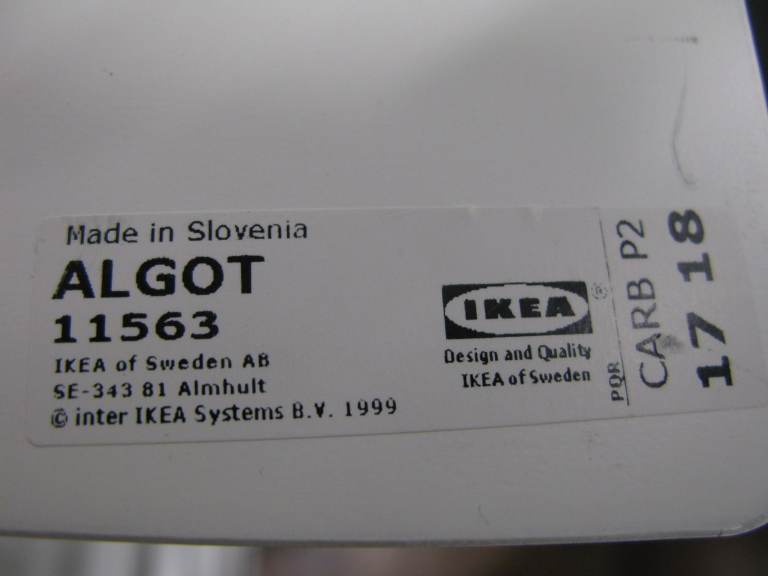 Made in Slovenia
ALGOT
11563
IKEA of Sweden AB
SE-343 81 Almhult
© inter IKEA Systems B.V. 1999
IKEA ®
Design and Quality
IKEA of Sweden
PQR
CARB P2
17 18